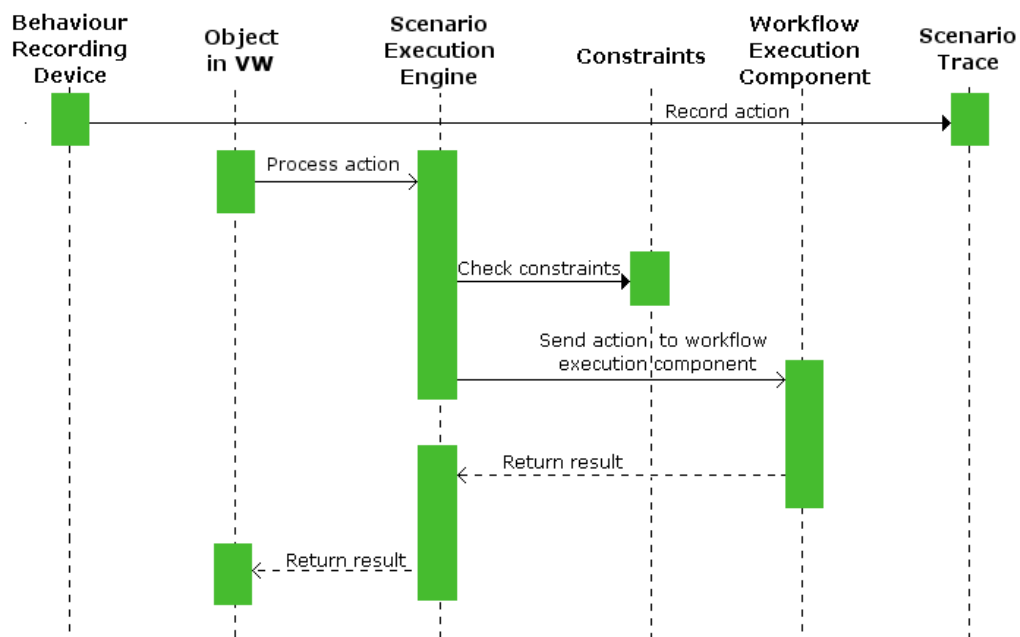 Behaviour
Recording
Device
Object
in VW
Scenario
Execution
Engine
Constraints
Workflow
Execution
Component
Scenario
Trace
Record action
Process action
Check constraints
Send action to workflow
execution component
Return result
Return result